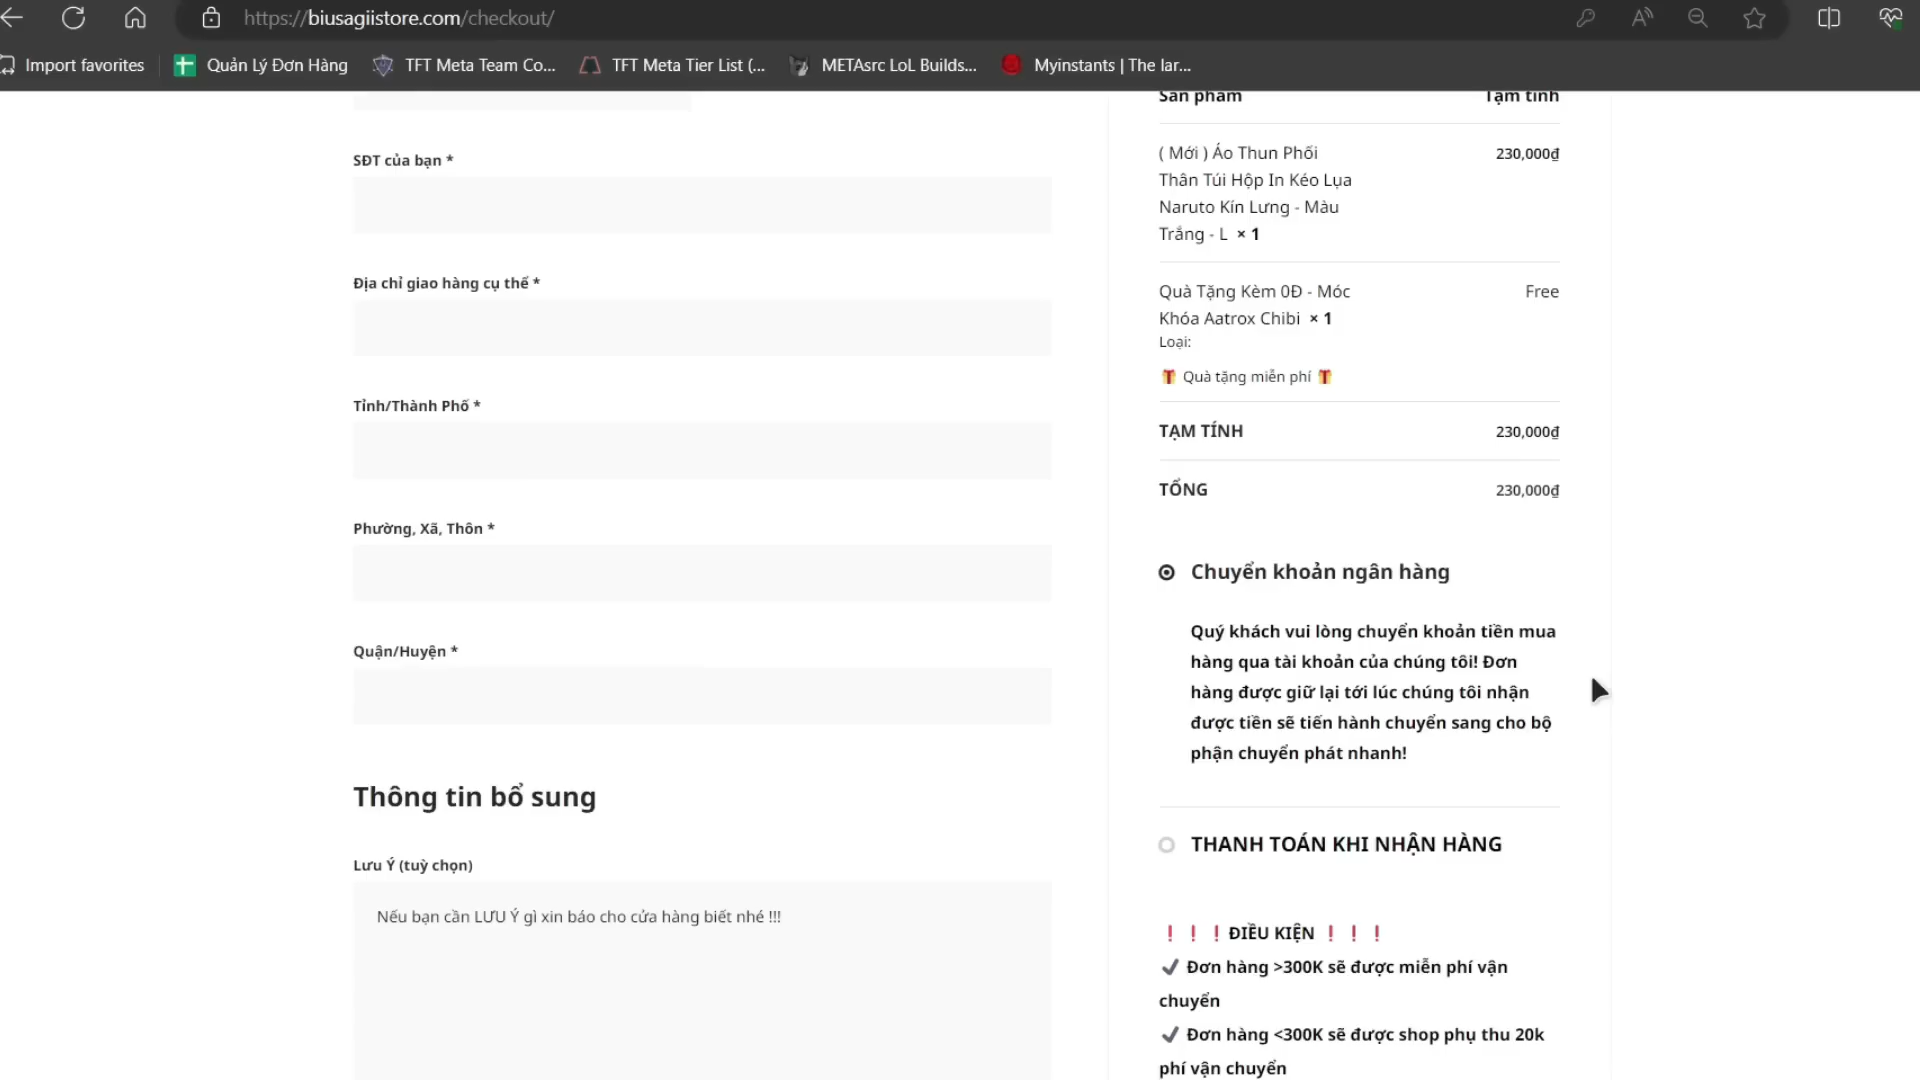 https://biusagiistore.com/checkout/
Import favorites
Quản Lý Đơn Hàng
TFT Meta Team Co...
TFT Meta Tier List (...
METAsrc LoL Builds...
Myinstants | The lar...
SĐT của bạn *
Địa chỉ giao hàng cụ thể *
Tỉnh/Thành Phố *
Phường, Xã, Thôn *
Quận/Huyện *
Thông tin bổ sung
Lưu Ý (tuỳ chọn)
Nếu bạn cần LƯU Ý gì xin báo cho cửa hàng biết nhé !!!
Sản phẩm
Tạm tính
( Mới ) Áo Thun Phối
230,000₫
Thân Túi Hộp In Kéo Lụa
Naruto Kín Lưng - Màu
Trắng - L × 1
Quà Tặng Kèm 0Đ - Móc
Free
Khóa Aatrox Chibi × 1
Loại:
🎁 Quà tặng miễn phí 🎁
TẠM TÍNH
230,000₫
TỔNG
230,000₫
Chuyển khoản ngân hàng
Quý khách vui lòng chuyển khoản tiền mua
hàng qua tài khoản của chúng tôi! Đơn
hàng được giữ lại tới lúc chúng tôi nhận
được tiền sẽ tiến hành chuyển sang cho bộ
phận chuyển phát nhanh!
THANH TOÁN KHI NHẬN HÀNG
❗❗❗ĐIỀU KIỆN❗❗❗
✔ Đơn hàng >300K sẽ được miễn phí vận
chuyển
✔ Đơn hàng <300K sẽ được shop phụ thu 20k
phí vận chuyển